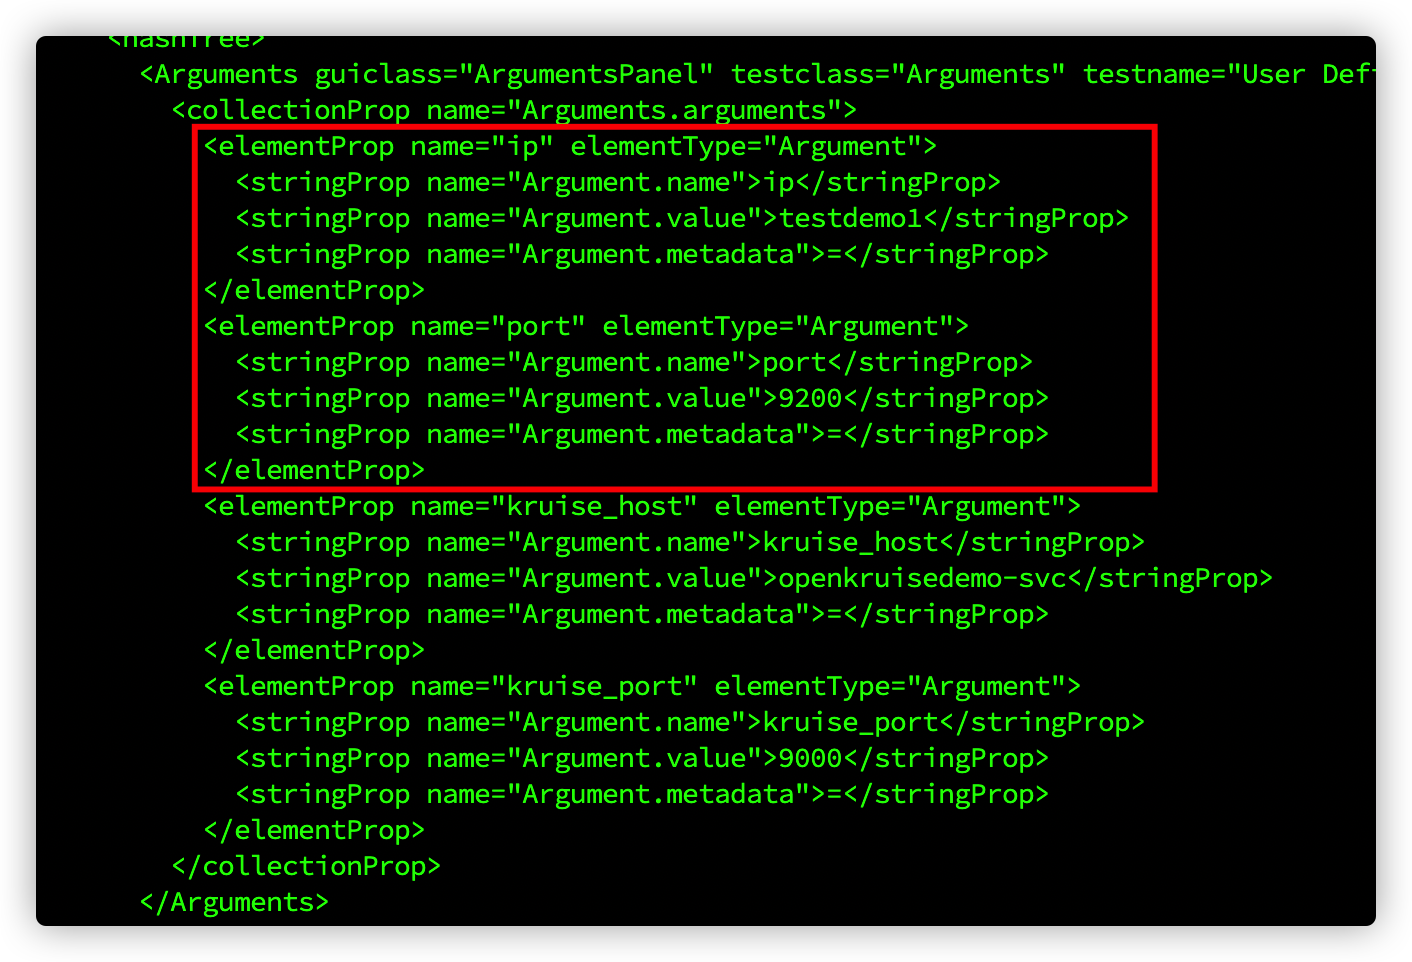 <hashTree>
<Arguments guiclass="ArgumentsPanel" testclass="Arguments" testname="User Def
<collectionProp name="Arguments.arguments">
<elementProp name="ip" elementType="Argument">
<stringProp name="Argument.name">ip</stringProp>
<stringProp name="Argument.value">testdemo1</stringProp>
<stringProp name="Argument.metadata">=</stringProp>
</elementProp>
<elementProp name="port" elementType="Argument">
<stringProp name="Argument.name">port</stringProp>
<stringProp name="Argument.value">9200</stringProp>
<stringProp name="Argument.metadata">=</stringProp>
</elementProp>
<elementProp name="kruise_host" elementType="Argument">
<stringProp name="Argument.name">kruise_host</stringProp>
<stringProp name="Argument.value">openkruisedemo-svc</stringProp>
<stringProp name="Argument.metadata">=</stringProp>
</elementProp>
<elementProp name="kruise_port" elementType="Argument">
<stringProp name="Argument.name">kruise_port</stringProp>
<stringProp name="Argument.value">9000</stringProp>
<stringProp name="Argument.metadata">=</stringProp>
</elementProp>
</collectionProp>
</Arguments>